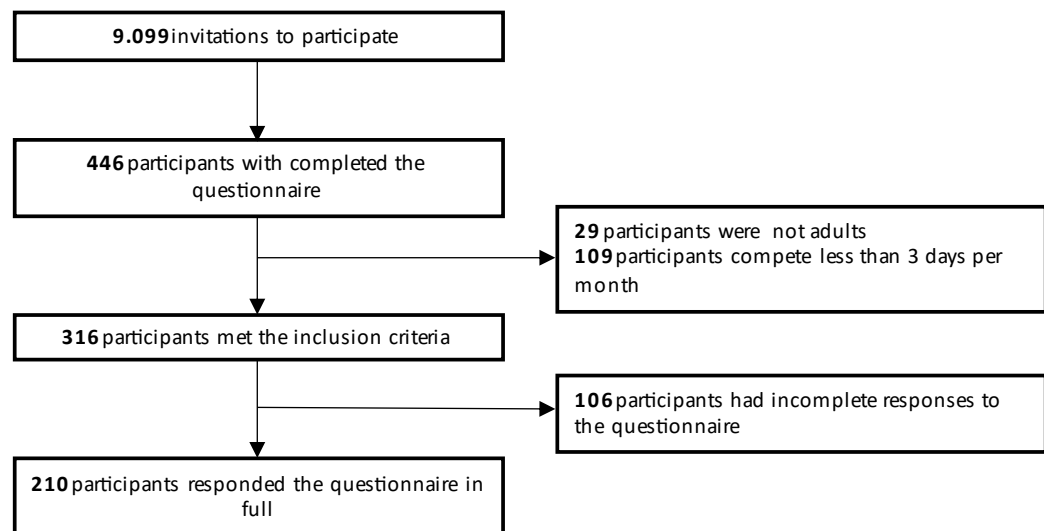 9.099 invitations to participate
446 participants with completed the
questionnaire
29 participants were not adults
109 participants compete less than 3 days per
month
316 participants met the inclusion criteria
106 participants had incomplete responses to
the questionnaire
210 participants responded the questionnaire in
full